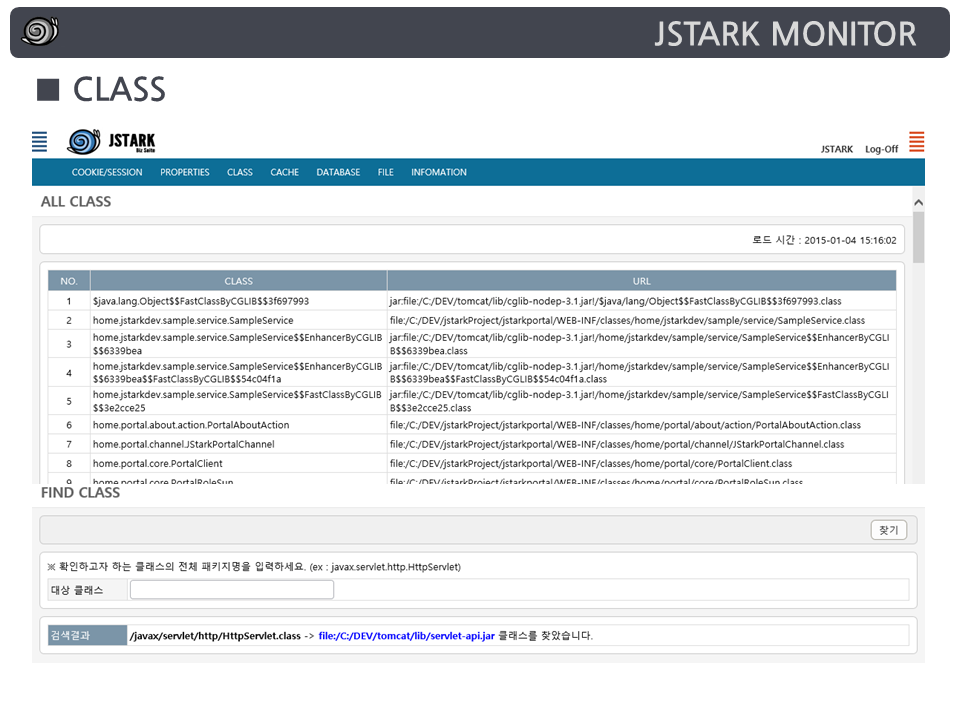 JSTARK MONITOR
■ CLASS
JSTARK
Biz Suite
JSTARK Log-Off
COOKIE/SESSION PROPERTIES CLASS CACHE DATABASE FILE INFOMATION
ALL CLASS
로드 시간 : 2015-01-04 15:16:02
NO. CLASS URL
1 $java.lang.Object$$FastClassByCGLIB$$3f697993 jar:file:/C:/DEV/tomcat/lib/cglib-nodep-3.1.jar!/$java/lang/Object$$FastClassByCGLIB$$3f697993.class
2 home.jstarkdev.sample.service.SampleService file:/C:/DEV/jstarkProject/jstarkportal/WEB-INF/classes/home/jstarkdev/sample/service/SampleService.class
3 home.jstarkdev.sample.service.SampleService$$EnhancerByCGLIB jar:file:/C:/DEV/tomcat/lib/cglib-nodep-3.1.jar!/home/jstarkdev/sample/service/SampleService$$EnhancerByCGLI
$$6339bea B$$6339bea.class
4 home.jstarkdev.sample.service.SampleService$$EnhancerByCGLIB jar:file:/C:/DEV/tomcat/lib/cglib-nodep-3.1.jar!/home/jstarkdev/sample/service/SampleService$$EnhancerByCGLI
$$6339bea$$FastClassByCGLIB$$54c04f1a B$$6339bea$$FastClassByCGLIB$$54c04f1a.class
5 home.jstarkdev.sample.service.SampleService$$FastClassByCGLIB jar:file:/C:/DEV/tomcat/lib/cglib-nodep-3.1.jar!/home/jstarkdev/sample/service/SampleService$$FastClassByCGLI
$$3e2cce25 B$$3e2cce25.class
6 home.portal.about.action.PortalAboutAction file:/C:/DEV/jstarkProject/jstarkportal/WEB-INF/classes/home/portal/about/action/PortalAboutAction.class
7 home.portal.channel.JStarkPortalChannel file:/C:/DEV/jstarkProject/jstarkportal/WEB-INF/classes/home/portal/channel/JStarkPortalChannel.class
8 home.portal.core.PortalClient file:/C:/DEV/jstarkProject/jstarkportal/WEB-INF/classes/home/portal/core/PortalClient.class
9 home.portal.core.PortalRoleSun file:/C:/DEV/jstarkProject/jstarkportal/WEB-INF/classes/home/portal/core/PortalRoleSun.class
FIND CLASS
찾기
※ 확인하고자 하는 클래스의 전체 패키지명을 입력하세요. (ex : javax.servlet.http.HttpServlet)
대상 클래스
검색결과 /javax/servlet/http/HttpServlet.class -> file:/C:/DEV/tomcat/lib/servlet-api.jar 클래스를 찾았습니다.